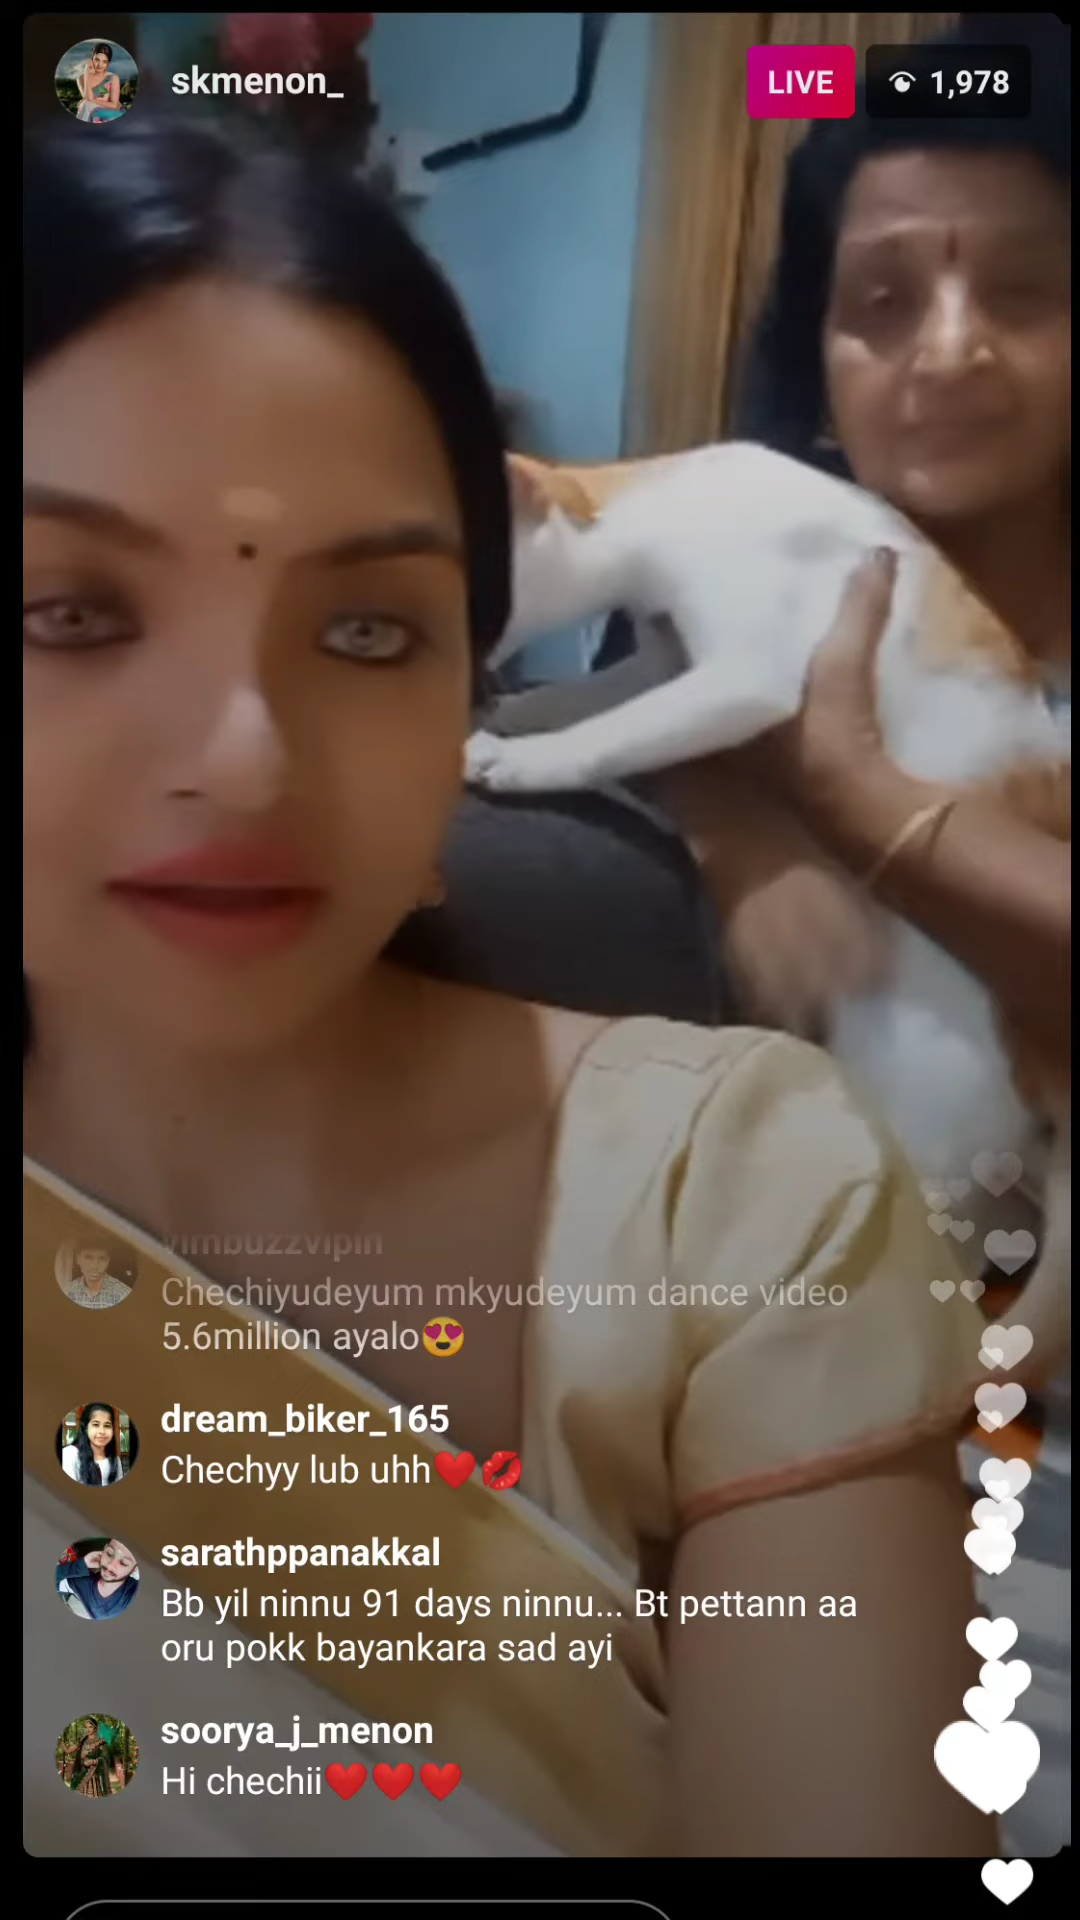 skmenon_
LIVE
1,978
vimbuzzvipin
Chechiyudeyum mkyudeyum dance video
5.6million ayalo😍
dream_biker_165
Chechyy lub uhh❤️💋
sarathppanakkal
Bb yil ninnu 91 days ninnu... Bt pettann aa
oru pokk bayankara sad ayi
soorya_j_menon
Hi chechii❤️❤️❤️